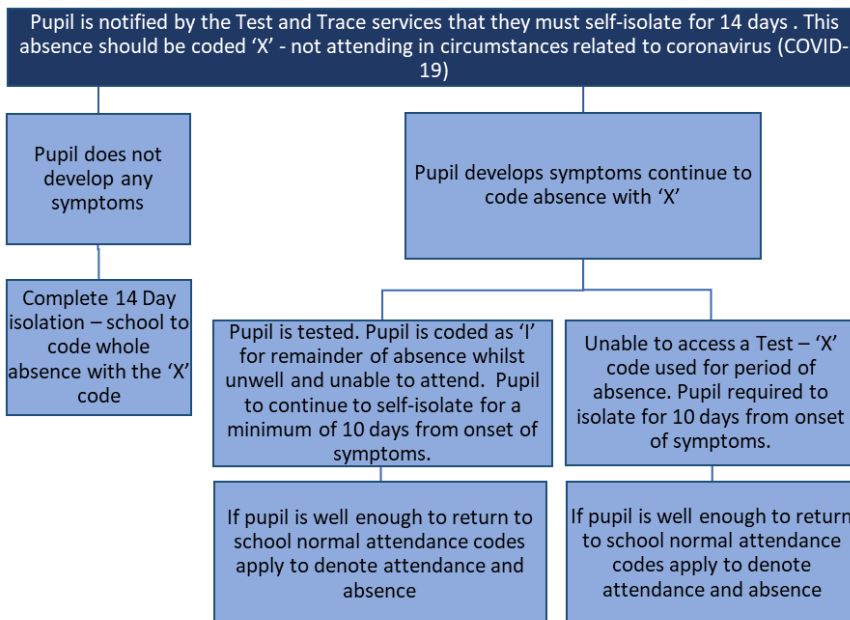 Pupil is notified by the Test and Trace services that they must self-isolate for 14 days . This
absence should be coded ‘X’ - not attending in circumstances related to coronavirus (COVID-
19)
Pupil does not
develop any
symptoms
Pupil develops symptoms continue to
code absence with ‘X’
Complete 14 Day
isolation – school to
code whole
absence with the ‘X’
code
Pupil is tested. Pupil is coded as ‘I’
for remainder of absence whilst
unwell and unable to attend.  Pupil
to continue to self-isolate for a
minimum of 10 days from onset of
symptoms.
Unable to access a Test – ‘X’
code used for period of
absence. Pupil required to
isolate for 10 days from onset
of symptoms.
If pupil is well enough to return to
school normal attendance codes
apply to denote attendance and
absence
If pupil is well enough to return
to school normal attendance
codes apply to denote
attendance and absence